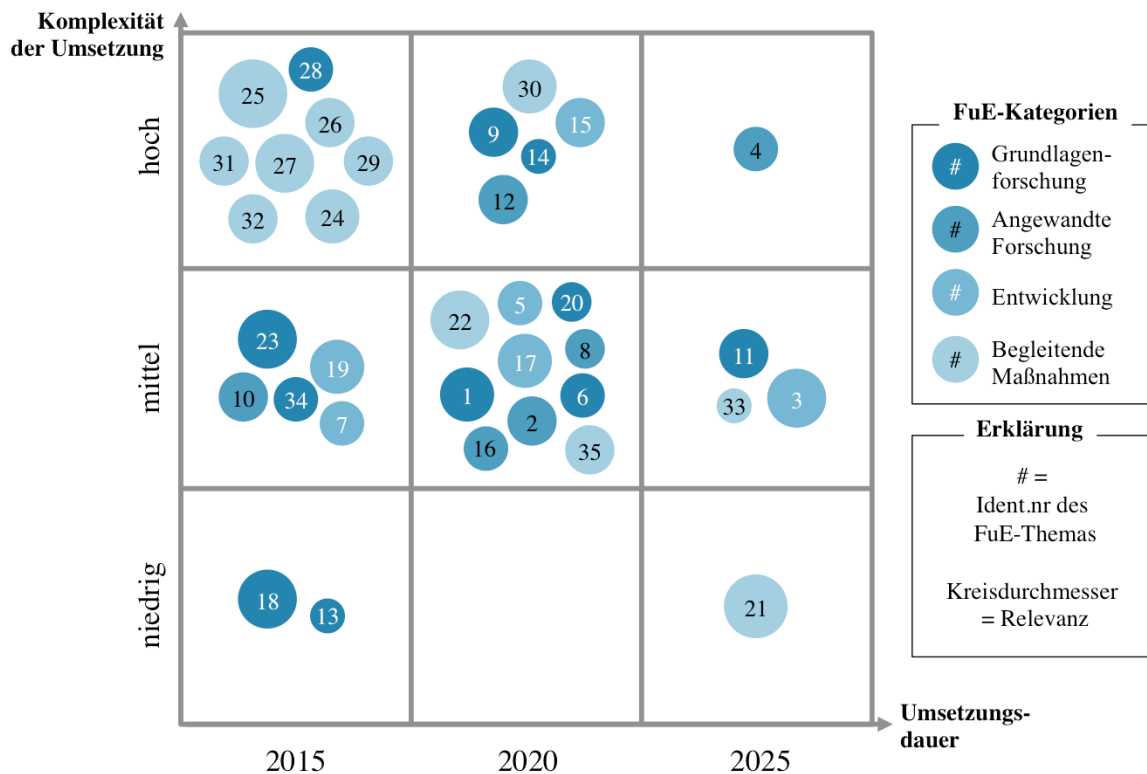 Komplexität
der Umsetzung
hoch
25
28
26
31
27
29
32
24
30
9
15
14
12
4
mittel
23
19
10
34
7
22
5
20
8
17
1
6
2
16
35
11
33
3
niedrig
18
13
21
2015
2020
2025
Umsetzungs-
dauer
FuE-Kategorien
# Grundlagen-
forschung
# Angewandte
Forschung
# Entwicklung
# Begleitende
Maßnahmen
Erklärung
# =
Ident.nr des
FuE-Themas
Kreisdurchmesser
= Relevanz